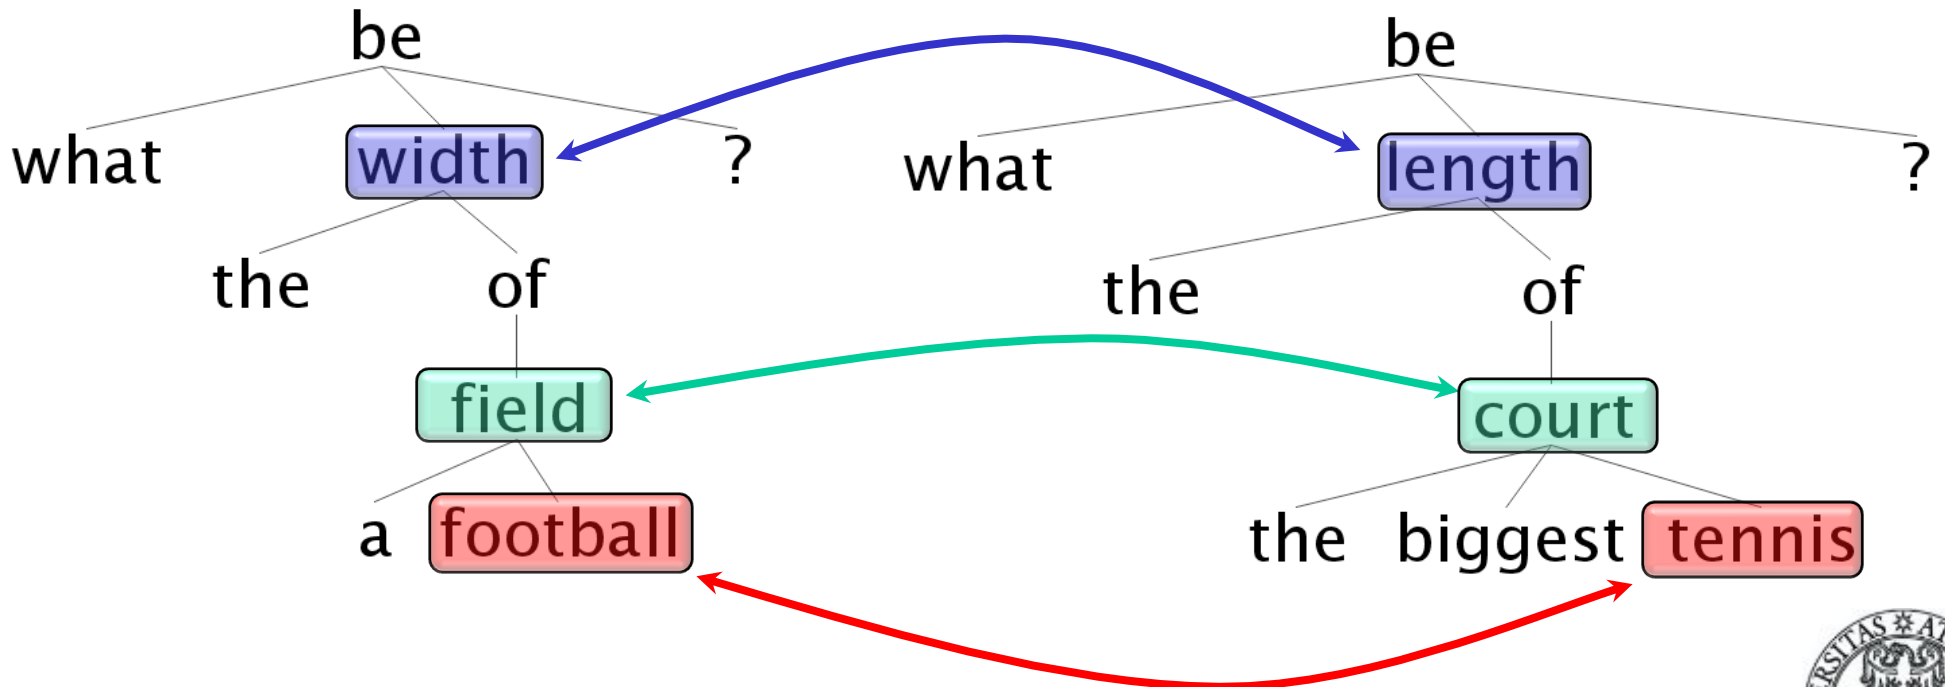 be be
what width ? what length ?
the of the of
field court
a football the biggest tennis